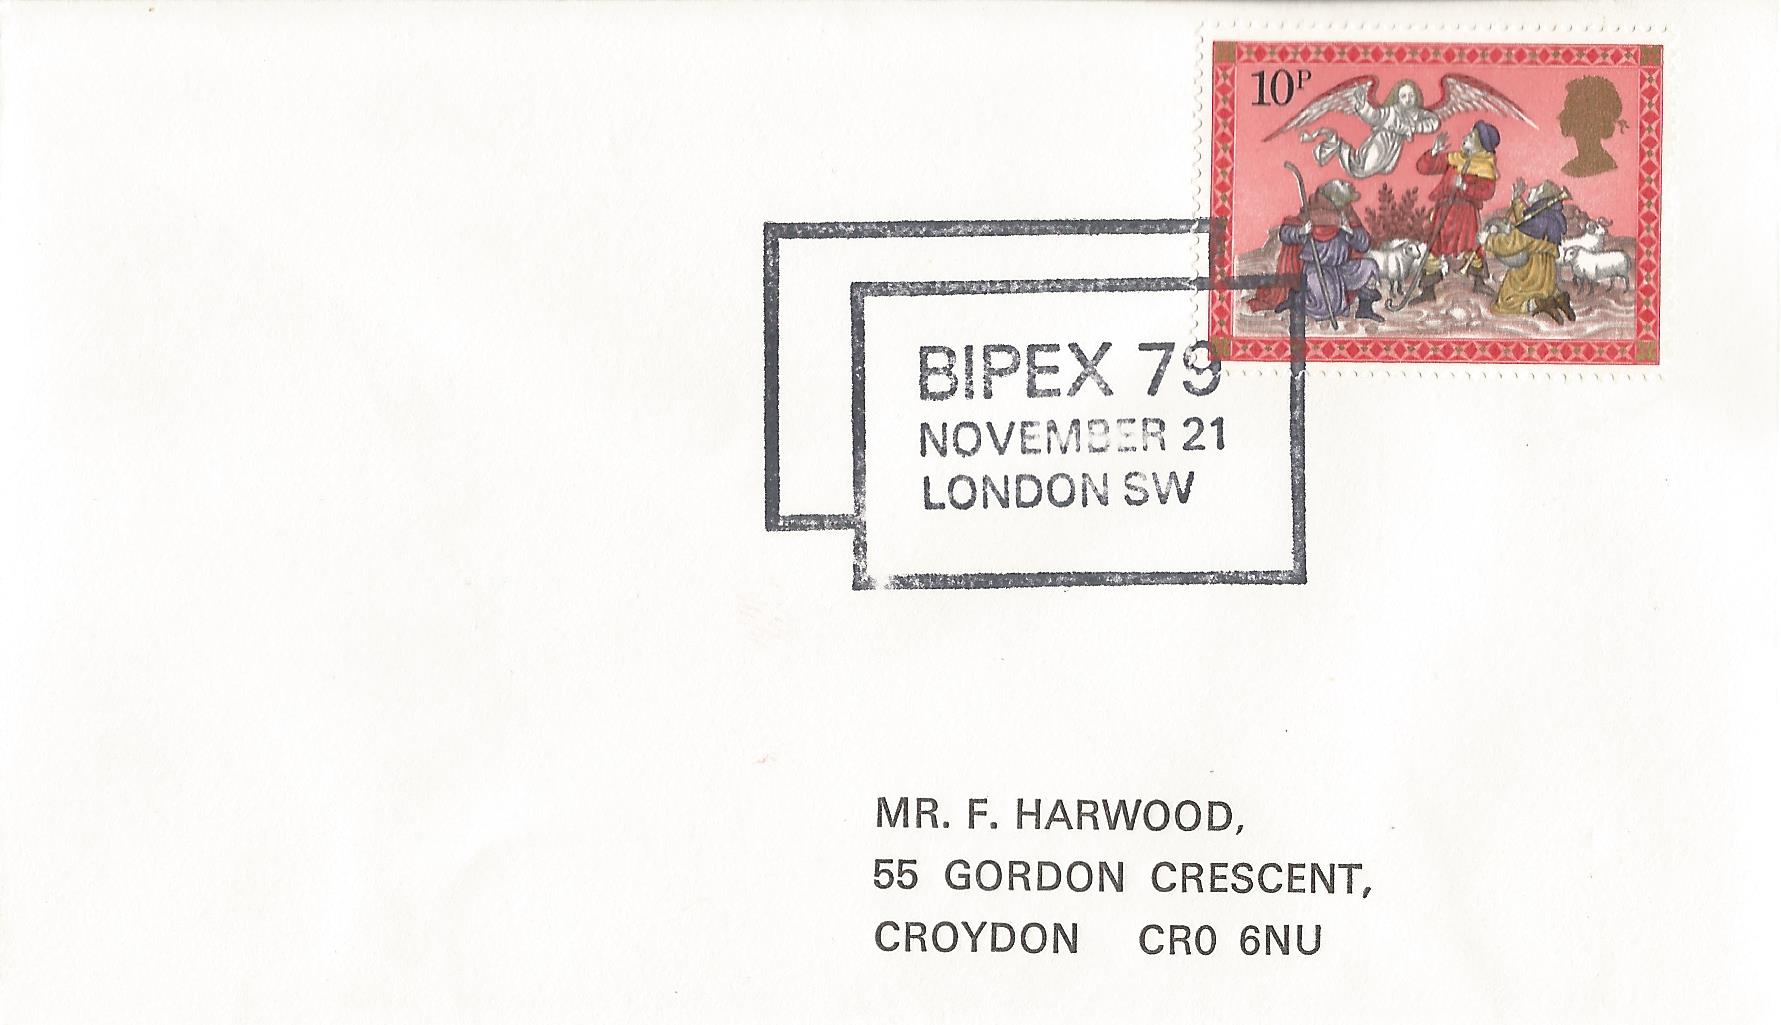 10P
BIPEX 79
NOVEMBER 21
LONDON SW
MR. F. HARWOOD,
55 GORDON CRESCENT,
CROYDON CR0 6NU